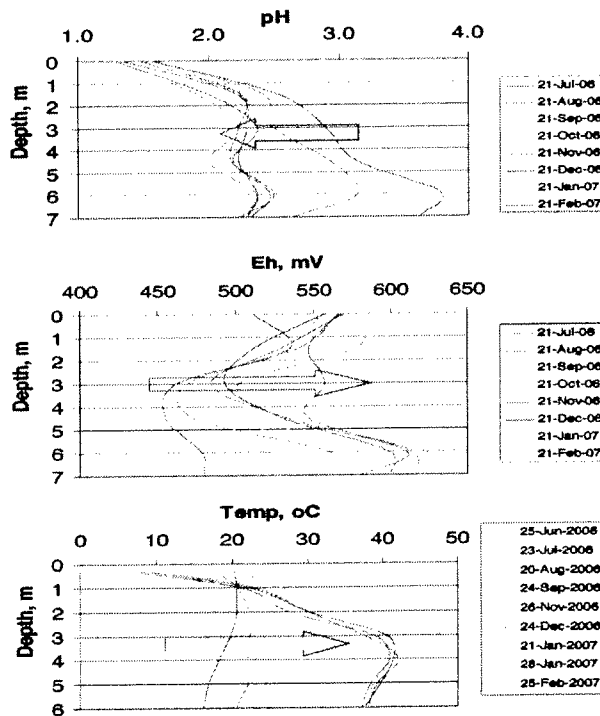 pH
1.0 2.0 3.0 4.0
Depth, m
0
1
2
3
4
5
6
7
21-Jul-06
21-Aug-06
21-Sep-06
21-Oct-06
21-Nov-06
21-Dec-06
21-Jan-07
21-Feb-07
Eh, mV
400 450 500 550 600 650
Depth, m
0
1
2
3
4
5
6
7
21-Jul-06
21-Aug-06
21-Sep-06
21-Oct-06
21-Nov-06
21-Dec-06
21-Jan-07
21-Feb-07
Temp, oC
0 10 20 30 40 50
Depth, m
0
1
2
3
4
5
6
25-Jun-2006
23-Jul-2006
20-Aug-2006
24-Sep-2006
26-Nov-2006
24-Dec-2006
21-Jan-2007
28-Jan-2007
25-Feb-2007